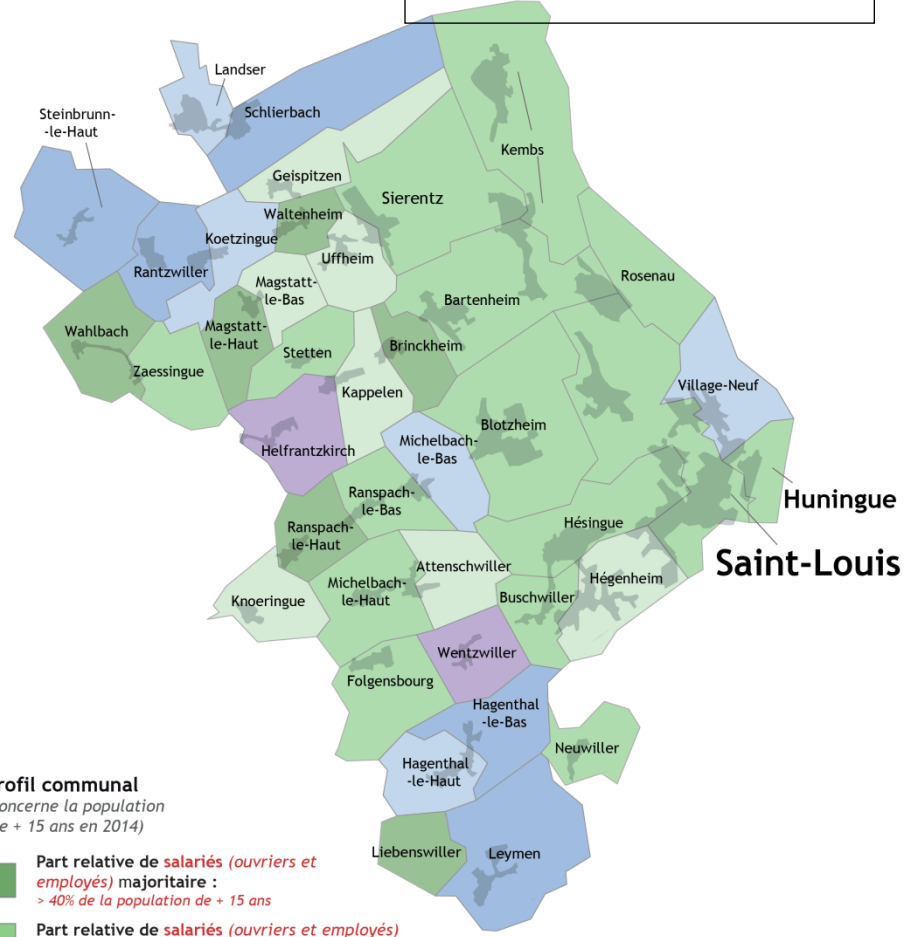 Landser
Steinbrunn-
-le-Haut
Schlierbach
Kembs
Geispitzen
Sierentz
Waltenheim
Koetzingue
Uffheim
Rantzwiller
Rosenau
Magstatt-
le-Bas
Bartenheim
Wahlbach
Magstatt-
le-Haut
Brinckheim
Stetten
Zaessingue
Village-Neuf
Kappelen
Blotzheim
Helfrantzkirch
Michelbach-
le-Bas
Ranspach-
le-Bas
Huningue
Ranspach-
le-Haut
Hésingue
Saint-Louis
Attenschwiller
Hégenheim
Michelbach-
le-Haut
Buschwiller
Knoeringue
Wentzwiller
Folgensbourg
Hagenthal
-le-Bas
Neuwiller
Hagenthal
-le-Haut
Liebenswiller
Leymen
rofil communal
oncerne la population
e + 15 ans en 2014)
Part relative de salariés (ouvriers et
employés) majoritaire :
> 40% de la population de + 15 ans
Part relative de salariés (ouvriers et employés)